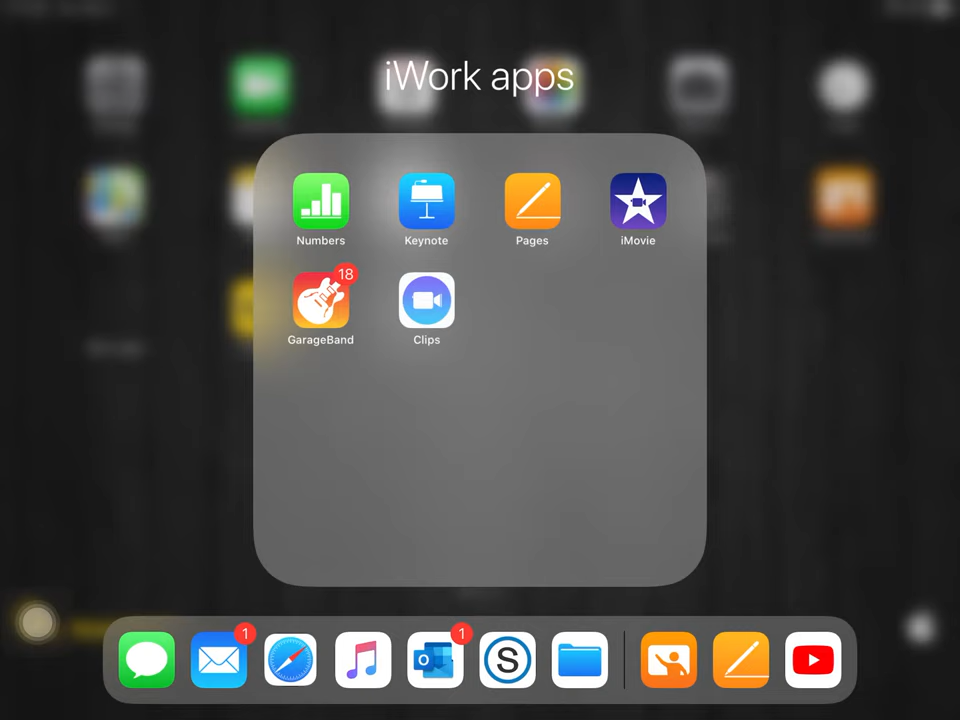 iWork apps
Numbers
Keynote
Pages
iMovie
18
GarageBand
Clips
1
1
O
S